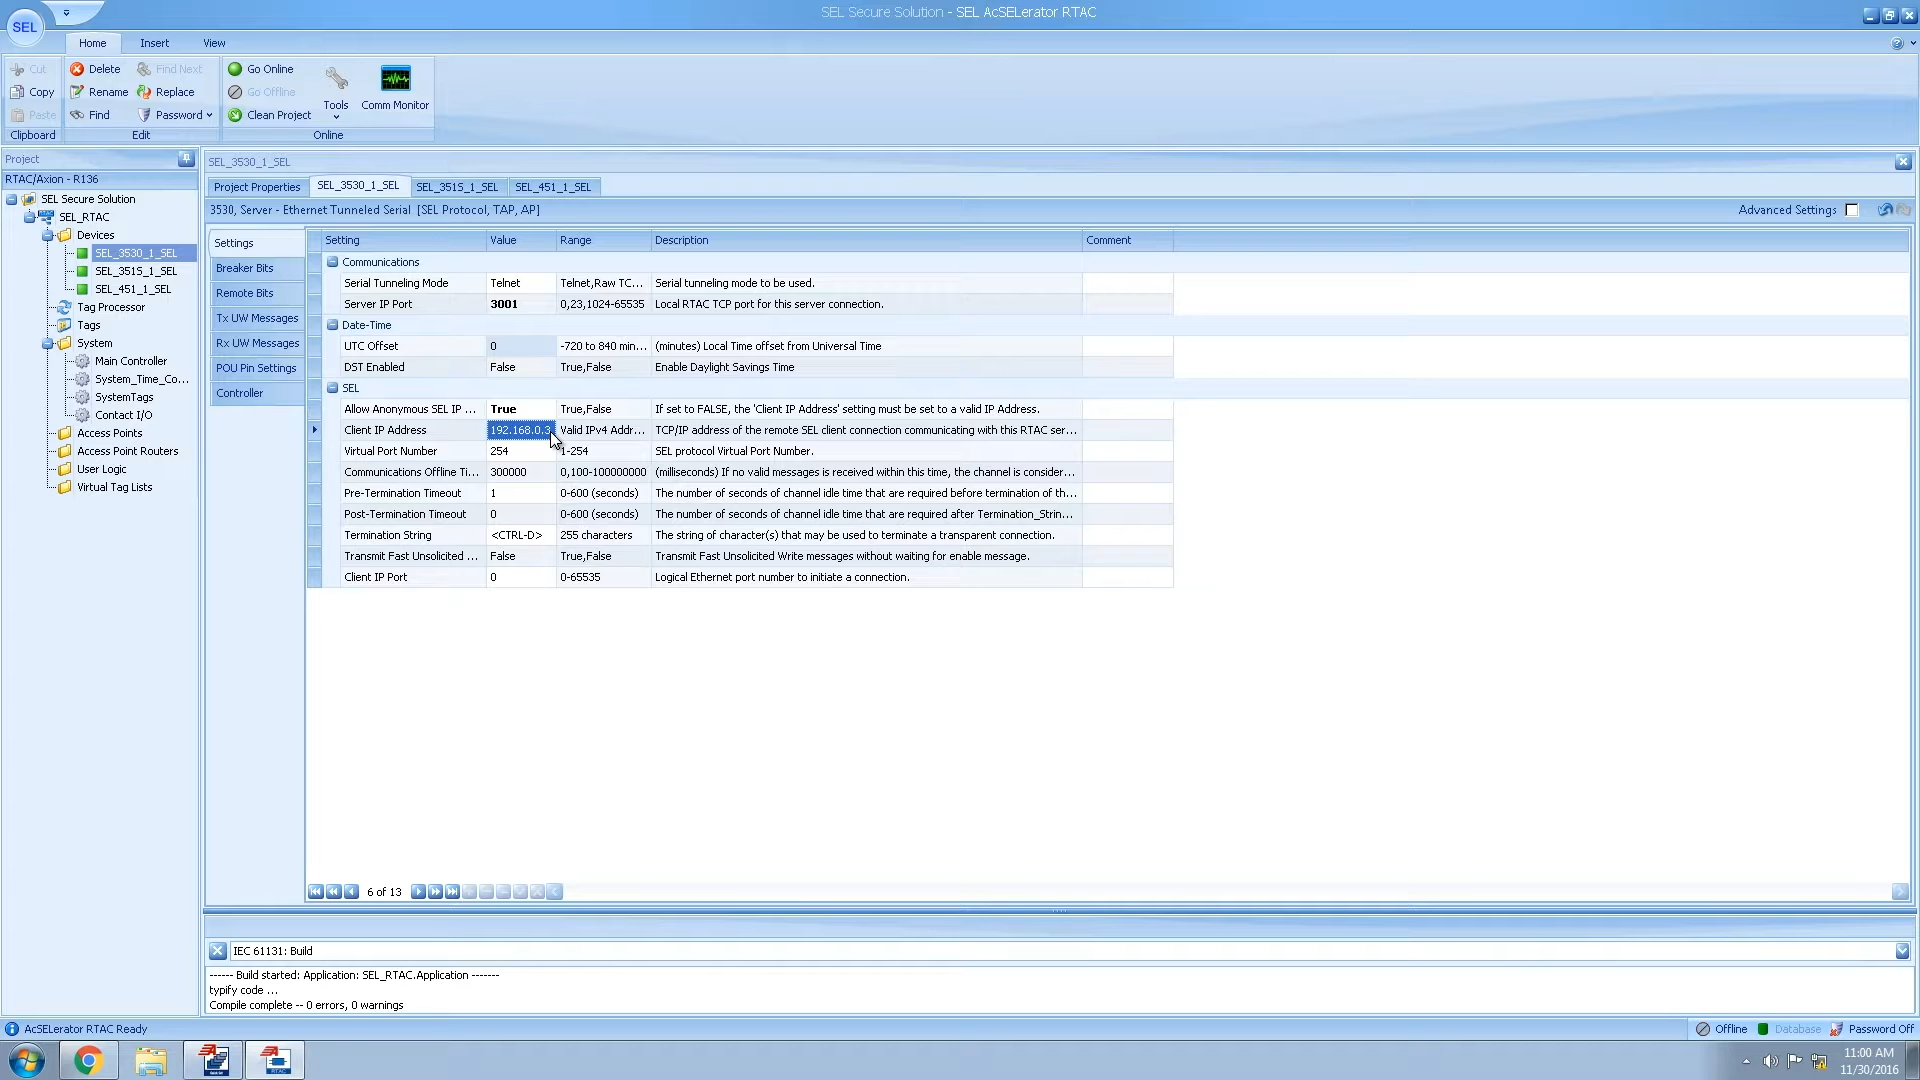 SEL
SEL Secure Solution - SEL AcSELerator RTAC
Home
Insert
View
Cut
Copy
Paste
Clipboard
Delete
Rename
Find
Find Next
Replace
Password
Edit
Go Online
Go Offline
Clean Project
Tools
Comm Monitor
Online
Project
RTAC/Axion - R136
SEL Secure Solution
SEL_RTAC
Devices
SEL_3530_1_SEL
SEL_351S_1_SEL
SEL_451_1_SEL
Tag Processor
Tags
System
Main Controller
System_Time_Co...
SystemTags
Contact I/O
Access Points
Access Point Routers
User Logic
Virtual Tag Lists
SEL_3530_1_SEL
Project Properties
SEL_3530_1_SEL
SEL_351S_1_SEL
SEL_451_1_SEL
3530, Server - Ethernet Tunneled Serial [SEL Protocol, TAP, AP]
Advanced Settings
Settings
Breaker Bits
Remote Bits
Tx UW Messages
Rx UW Messages
POU Pin Settings
Controller
Setting Value Range Description Comment
Communications
Serial Tunneling Mode Telnet Telnet,Raw TC... Serial tunneling mode to be used.
Server IP Port 3001 0,23,1024-65535 Local RTAC TCP port for this server connection.
Date-Time
UTC Offset 0 -720 to 840 min... (minutes) Local Time offset from Universal Time
DST Enabled False True,False Enable Daylight Savings Time
SEL
Allow Anonymous SEL IP ... True True,False If set to FALSE, the 'Client IP Address' setting must be set to a valid IP Address.
Client IP Address 192.168.0.3 Valid IPv4 Addr... TCP/IP address of the remote SEL client connection communicating with this RTAC ser...
Virtual Port Number 254 1-254 SEL protocol Virtual Port Number.
Communications Offline Ti... 300000 0,100-100000000 (milliseconds) If no valid messages is received within this time, the channel is consider...
Pre-Termination Timeout 1 0-600 (seconds) The number of seconds of channel idle time that are required before termination of th...
Post-Termination Timeout 0 0-600 (seconds) The number of seconds of channel idle time that are required after Termination_Strin...
Termination String <CTRL-D> 255 characters The string of character(s) that may be used to terminate a transparent connection.
Transmit Fast Unsolicited ... False True,False Transmit Fast Unsolicited Write messages without waiting for enable message.
Client IP Port 0 0-65535 Logical Ethernet port number to initiate a connection.
6 of 13
IEC 61131: Build
------ Build started: Application: SEL_RTAC.Application -------
typify code ...
Compile complete -- 0 errors, 0 warnings
AcSELerator RTAC Ready
Offline
Database
Password Off
RTAC
11:00 AM
11/30/2016